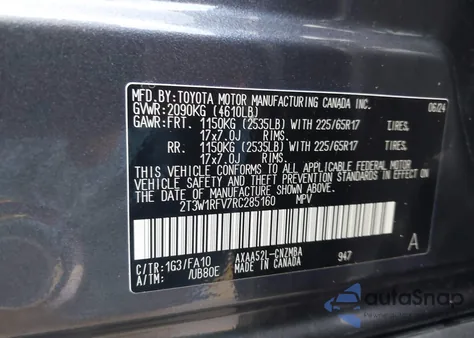 MFD. BY: TOYOTA MOTOR MANUFACTURING CANADA INC.
GVWR: 2090KG (4610LB) 06/24
GAWR: FRT. 1150KG (2535LB) WITH 225/65R17 TIRES,
17x7.0J RIMS.
RR. 1150KG (2535LB) WITH 225/65R17 TIRES,
17x7.0J RIMS.
THIS VEHICLE CONFORMS TO ALL APPLICABLE FEDERAL MOTOR
VEHICLE SAFETY STANDARDS IN EFFECT ON
THE DATE OF MANUFACTURE SHOWN ABOVE.
2T3W1RFV7RC285160 MPV
C/TR: 1G3/FA10 AXAA52L-CNZMBA 947 A
A/TM: /UB80E MADE IN CANADA
autoSnap